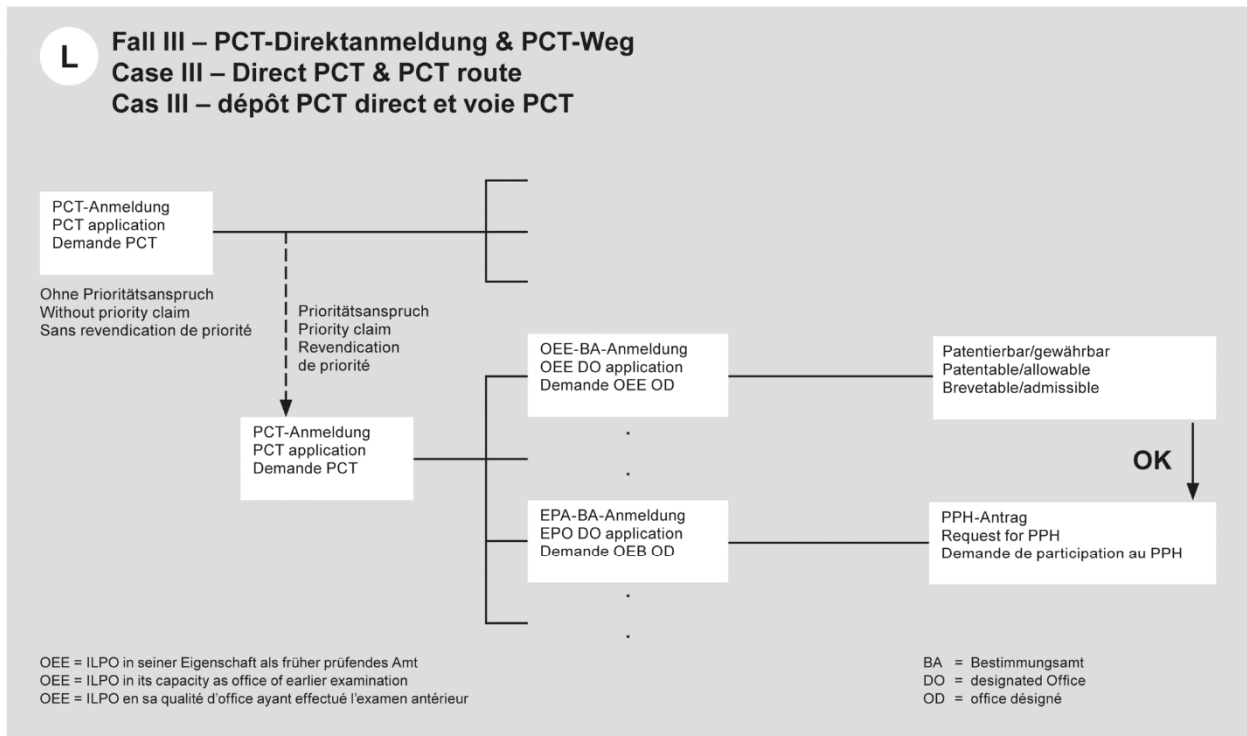 L
Fall III – PCT-Direktanmeldung & PCT-Weg
Case III – Direct PCT & PCT route
Cas III – dépôt PCT direct et voie PCT
PCT-Anmeldung
PCT application
Demande PCT
Ohne Prioritätsanspruch
Without priority claim
Sans revendication de priorité
Prioritätsanspruch
Priority claim
Revendication
de priorité
OEE-BA-Anmeldung
OEE DO application
Demande OEE OD
Patentierbar/gewährbar
Patentable/allowable
Brevetable/admissible
PCT-Anmeldung
PCT application
Demande PCT
OK
EPA-BA-Anmeldung
EPO DO application
Demande OEB OD
PPH-Antrag
Request for PPH
Demande de participation au PPH
OEE = ILPO in seiner Eigenschaft als früher prüfendes Amt
OEE = ILPO in its capacity as office of earlier examination
OEE = ILPO en sa qualité d'office ayant effectué l'examen antérieur
BA = Bestimmungsamt
DO = designated Office
OD = office désigné